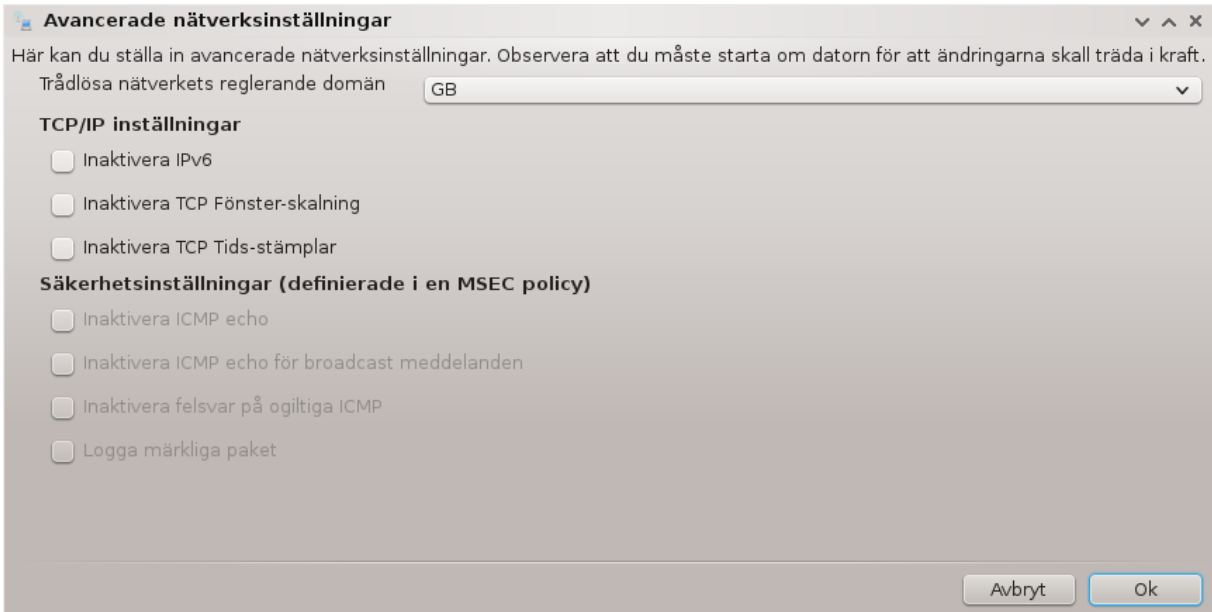 Avancerade nätverksinställningar
Här kan du ställa in avancerade nätverksinställningar. Observera att du måste starta om datorn för att ändringarna skall träda i kraft.
Trådlösa nätverkets reglerande domän GB
TCP/IP inställningar
Inaktivera IPv6
Inaktivera TCP Fönster-skalning
Inaktivera TCP Tids-stämplar
Säkerhetsinställningar (definierade i en MSEC policy)
Inaktivera ICMP echo
Inaktivera ICMP echo för broadcast meddelanden
Inaktivera felsvar på ogiltiga ICMP
Logga märkliga paket
Avbryt Ok